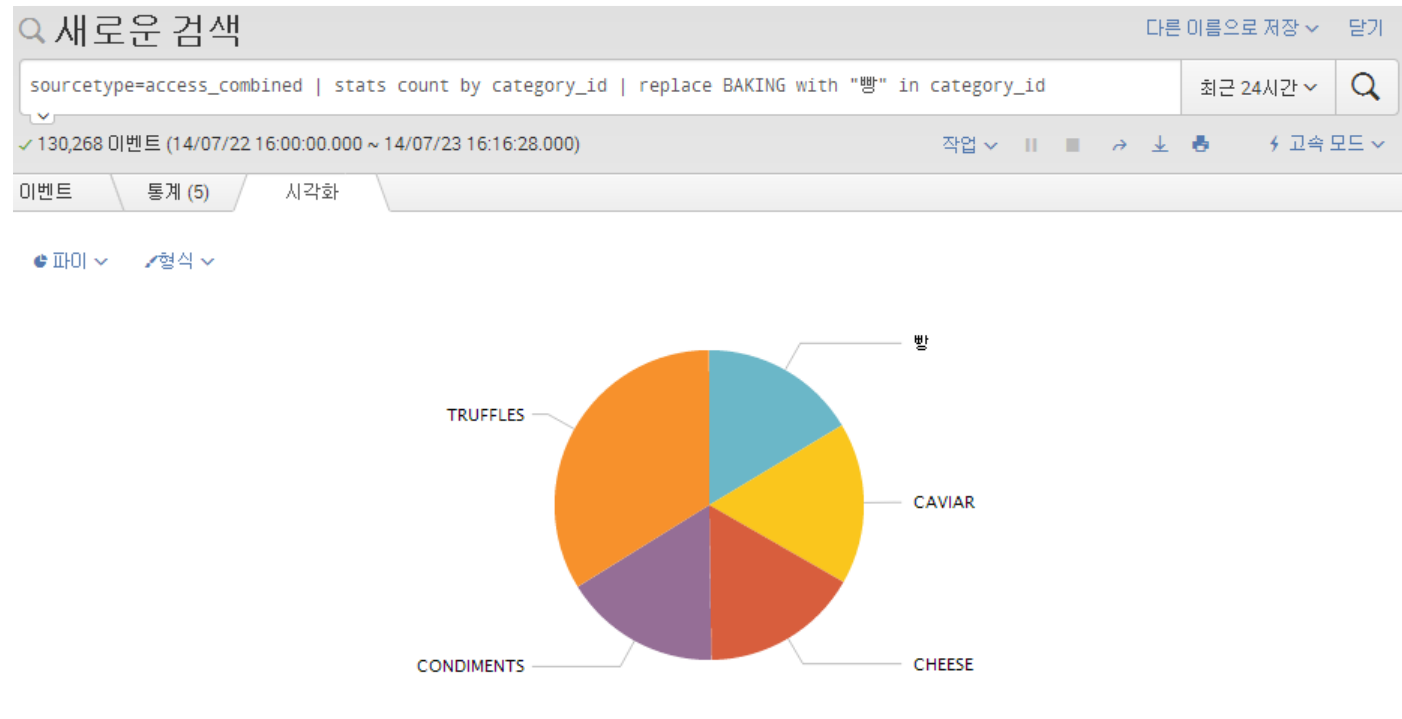 새로운 검색
다른 이름으로 저장 닫기
sourcetype=access_combined | stats count by category_id | replace BAKING with "빵" in category_id
최근 24시간
130,268 이벤트 (14/07/22 16:00:00.000 ~ 14/07/23 16:16:28.000)
작업
고속 모드
이벤트 통계 (5) 시각화
파이 형식
빵
TRUFFLES
CAVIAR
CONDIMENTS
CHEESE